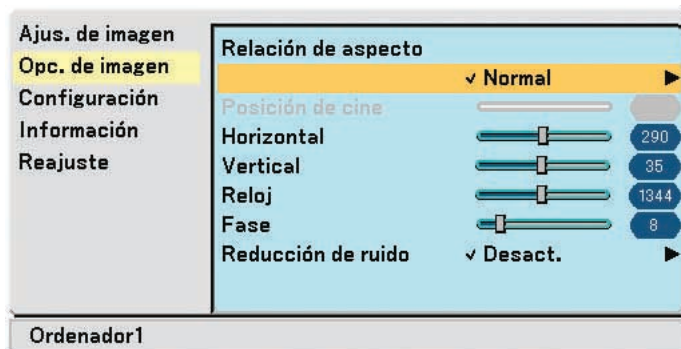 Ajus. de imagen
Opc. de imagen
Configuración
Información
Reajuste
Relación de aspecto
✓ Normal
Posición de cine
Horizontal 290
Vertical 35
Reloj 1344
Fase 8
Reducción de ruido ✓ Desact.
Ordenador1